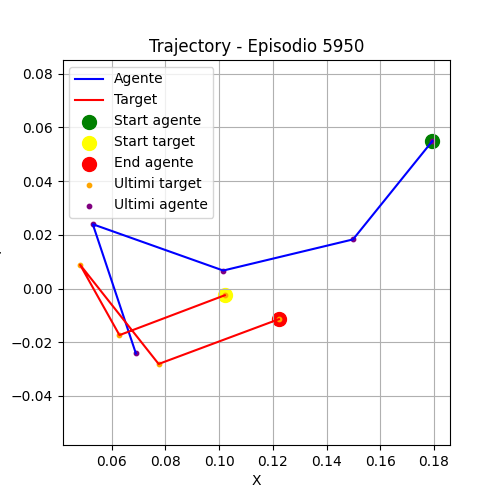 Trajectory - Episodio 5950
0.08
0.06
0.04
0.02
0.00
−0.02
−0.04
Agente
Target
Start agente
Start target
End agente
Ultimi target
Ultimi agente
0.06 0.08 0.10 0.12 0.14 0.16 0.18
X